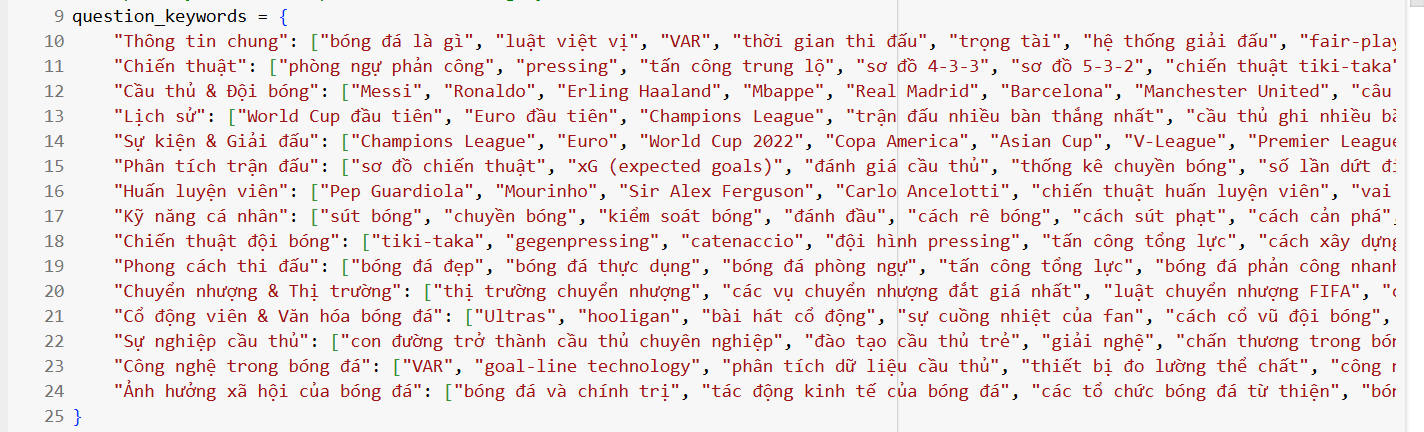 9 question_keywords = {
10 "Thông tin chung": ["bóng đá là gì", "luật việt vị", "VAR", "thời gian thi đấu", "trọng tài", "hệ thống giải đấu", "fair-play
11 "Chiến thuật": ["phòng ngự phản công", "pressing", "tấn công trung lộ", "sơ đồ 4-3-3", "sơ đồ 5-3-2", "chiến thuật tiki-taka"
12 "Cầu thủ & Đội bóng": ["Messi", "Ronaldo", "Erling Haaland", "Mbappe", "Real Madrid", "Barcelona", "Manchester United", "câu
13 "Lịch sử": ["World Cup đầu tiên", "Euro đầu tiên", "Champions League", "trận đấu nhiều bàn thắng nhất", "cầu thủ ghi nhiều
14 "Sự kiện & Giải đấu": ["Champions League", "Euro", "World Cup 2022", "Copa America", "Asian Cup", "V-League", "Premier League
15 "Phân tích trận đấu": ["sơ đồ chiến thuật", "xG (expected goals)", "đánh giá cầu thủ", "thống kê chuyền bóng", "số lần dứt
16 "Huấn luyện viên": ["Pep Guardiola", "Mourinho", "Sir Alex Ferguson", "Carlo Ancelotti", "chiến thuật huấn luyện viên", "vai
17 "Kỹ năng cá nhân": ["sút bóng", "chuyền bóng", "kiểm soát bóng", "đánh đầu", "cách rê bóng", "cách sút phạt", "cách cản phá",
18 "Chiến thuật đội bóng": ["tiki-taka", "gegenpressing", "catenaccio", "đội hình pressing", "tấn công tổng lực", "cách xây dựng
19 "Phong cách thi đấu": ["bóng đá đẹp", "bóng đá thực dụng", "bóng đá phòng ngự", "tấn công tổng lực", "bóng đá phản công nhanh
20 "Chuyển nhượng & Thị trường": ["thị trường chuyển nhượng", "các vụ chuyển nhượng đắt giá nhất", "luật chuyển nhượng FIFA", "
21 "Cổ động viên & Văn hóa bóng đá": ["Ultras", "hooligan", "bài hát cổ động", "sự cuồng nhiệt của fan", "cách cổ vũ đội bóng",
22 "Sự nghiệp cầu thủ": ["con đường trở thành cầu thủ chuyên nghiệp", "đào tạo cầu thủ trẻ", "giải nghệ", "chấn thương trong
23 "Công nghệ trong bóng đá": ["VAR", "goal-line technology", "phân tích dữ liệu cầu thủ", "thiết bị đo lường thể chất", "công
24 "Ảnh hưởng xã hội của bóng đá": ["bóng đá và chính trị", "tác động kinh tế của bóng đá", "các tổ chức bóng đá từ thiện", "
25 }